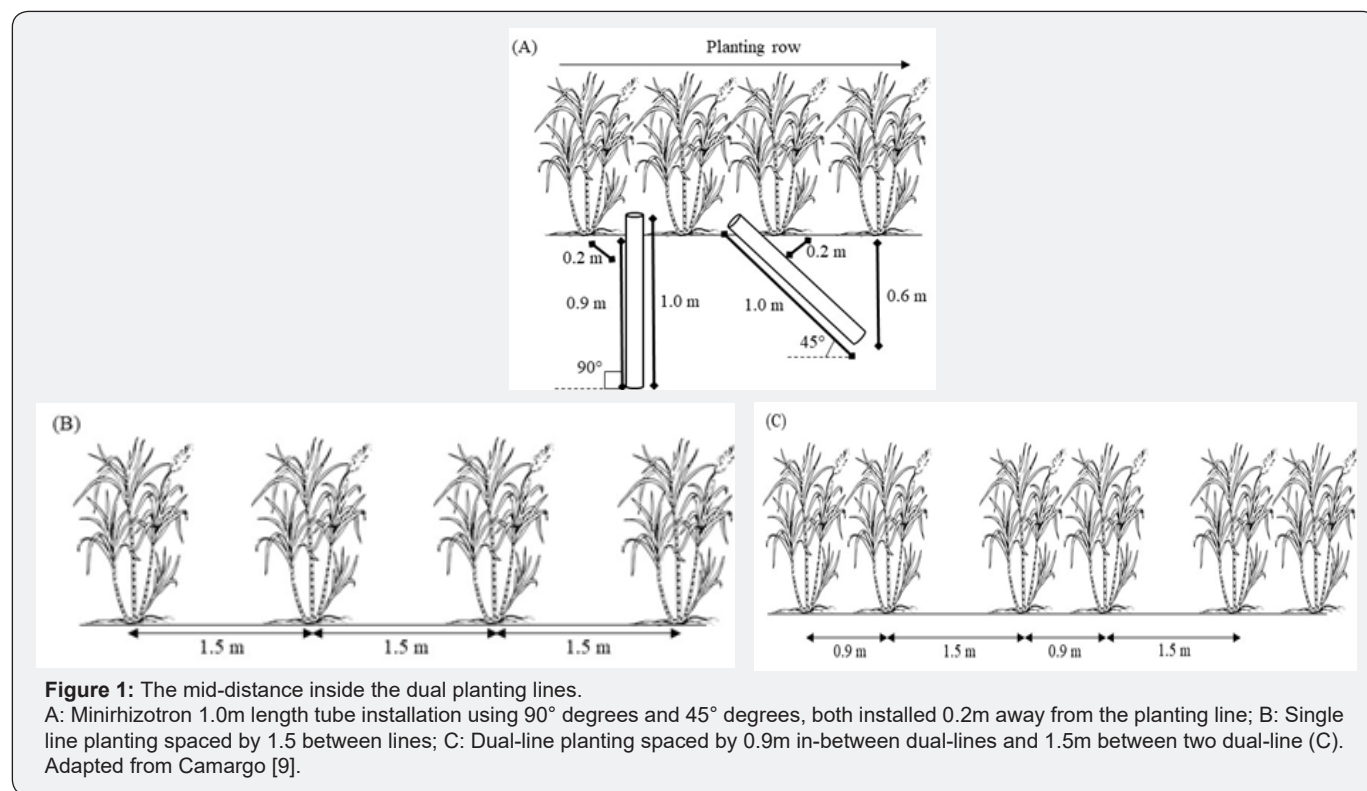 (A)
Planting row
0.2 m
0.2 m
0.9 m
1.0 m
1.0 m
0.6 m
45°
90°
(B)
1.5 m
1.5 m
1.5 m
(C)
0.9 m
1.5 m
0.9 m
1.5 m
Figure 1: The mid-distance inside the dual planting lines.
A: Minirhizotron 1.0m length tube installation using 90° degrees and 45° degrees, both installed 0.2m away from the planting line; B: Single
line planting spaced by 1.5 between lines; C: Dual-line planting spaced by 0.9m in-between dual-lines and 1.5m between two dual-line (C).
Adapted from Camargo [9].